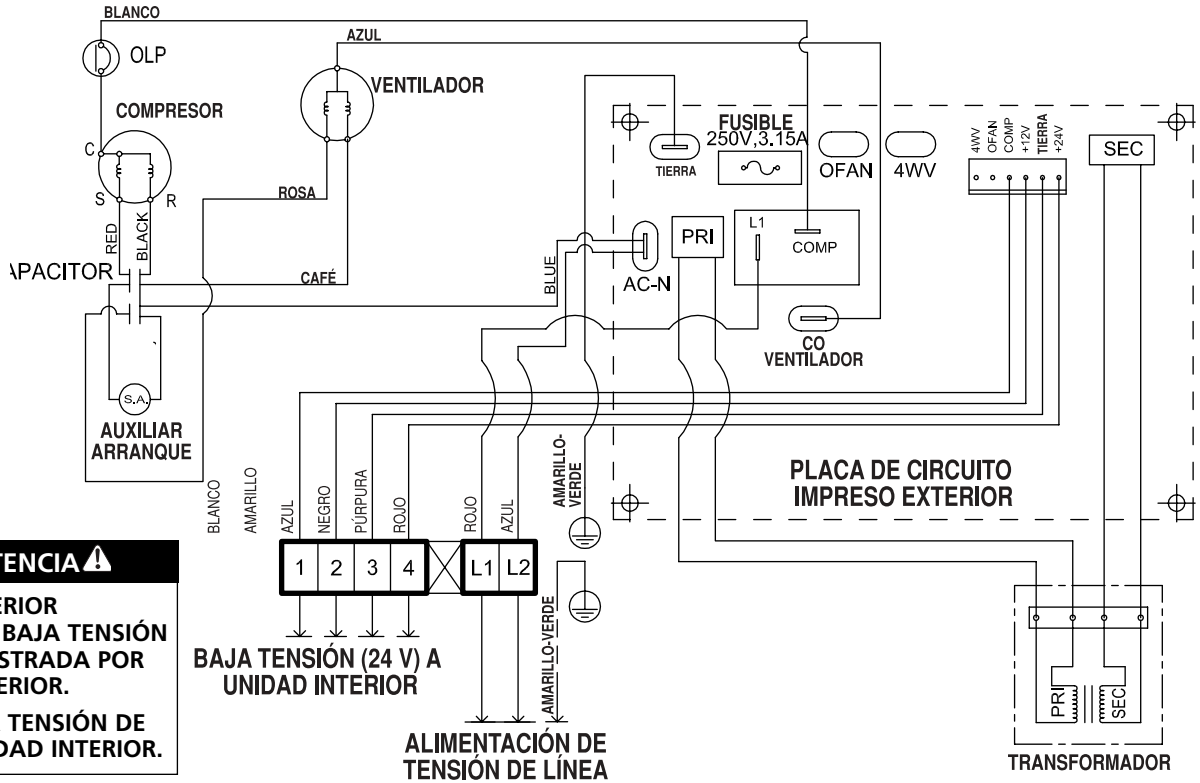 BLANCO
OLP
AZUL
VENTILADOR
COMPRESOR
C
S
R
RED
BLACK
ROSA
CAFÉ
APACITOR
S.A.
AUXILIAR
ARRANQUE
BLUE
FUSIBLE
250V,3.15A
TIERRA
OFAN
4WV
4WV
OFAN
COMP
+12V
TIERRA
+24V
SEC
PRI
L1
COMP
AC-N
CO
VENTILADOR
PLACA DE CIRCUITO
IMPRESO EXTERIOR
BLANCO
AMARILLO
AZUL
NEGRO
PÚRPURA
ROJO
ROJO
AZUL
AMARILLO-
VERDE
1 2 3 4 L1 L2
AMARILLO-VERDE
BAJA TENSIÓN (24 V) A
UNIDAD INTERIOR
ALIMENTACIÓN DE
TENSIÓN DE LÍNEA
PRI
SEC
TRANSFORMADOR
TENCIA
ERIOR
BAJA TENSIÓN
STRADA POR
ERIOR.
TENSIÓN DE
DAD INTERIOR.